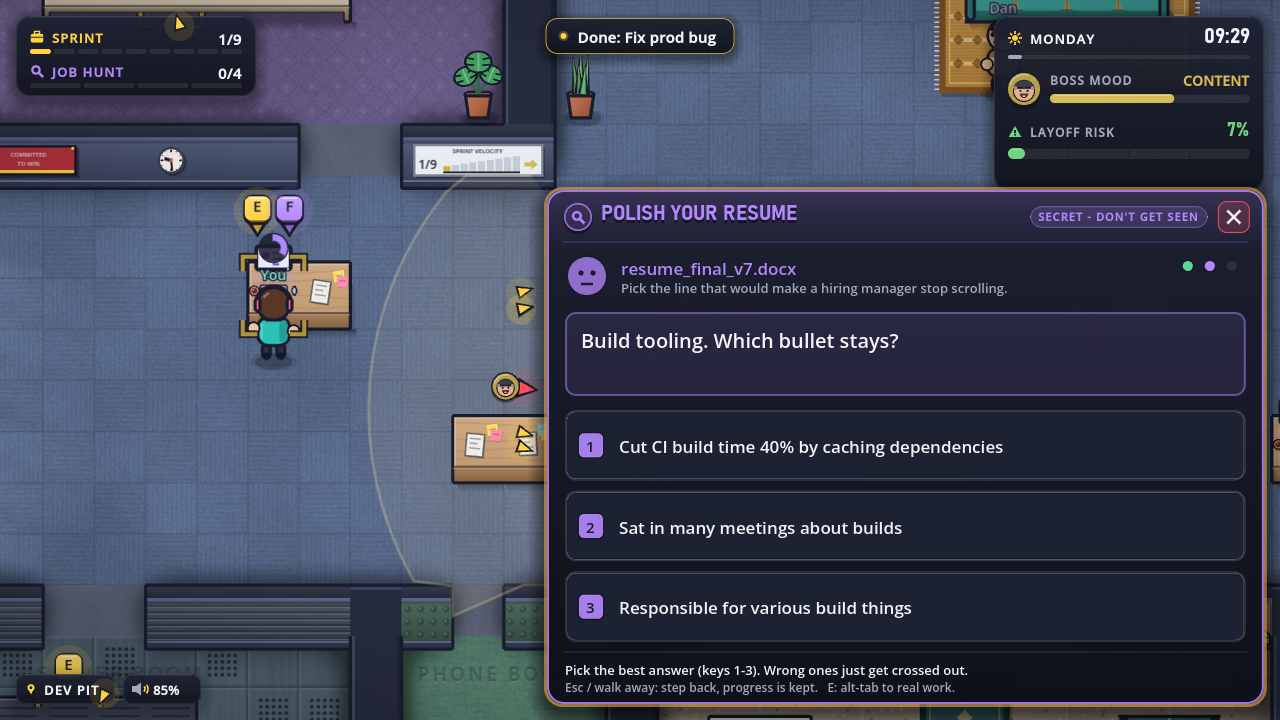 SPRINT
1/9
JOB HUNT
0/4
Done: Fix prod bug
Dan
MONDAY
09:29
BOSS MOOD
CONTENT
LAYOFF RISK
7%
COMMITTED
TO WIN
SPRINT VELOCITY
1/9
E
F
You
POLISH YOUR RESUME
SECRET - DON'T GET SEEN
resume_final_v7.docx
Pick the line that would make a hiring manager stop scrolling.
Build tooling. Which bullet stays?
1
Cut CI build time 40% by caching dependencies
2
Sat in many meetings about builds
3
Responsible for various build things
Pick the best answer (keys 1-3). Wrong ones just get crossed out.
Esc / walk away: step back, progress is kept. E: alt-tab to real work.
E
DEV PIT
85%
PHONE BO